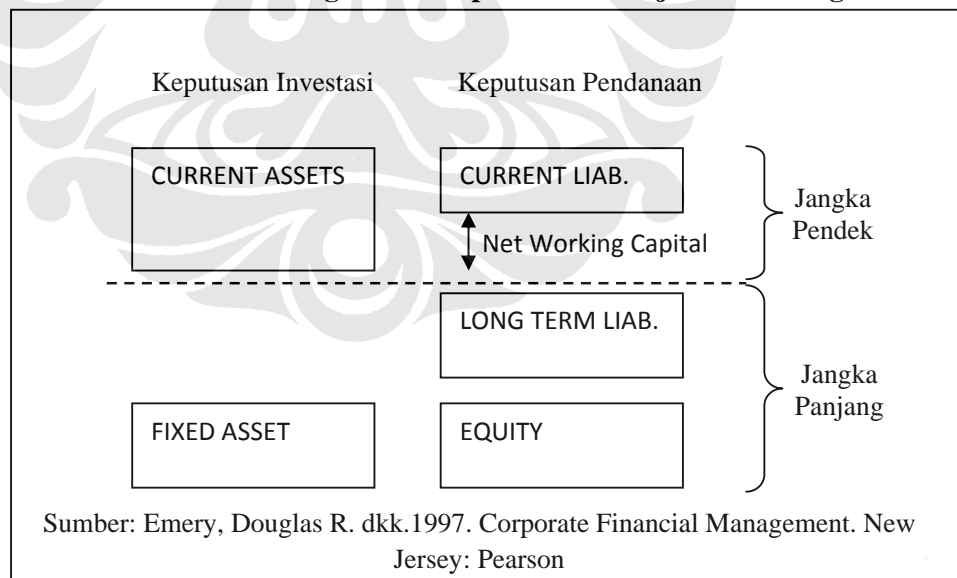 Keputusan Investasi Keputusan Pendanaan
CURRENT ASSETS CURRENT LIAB.
Net Working Capital
Jangka
Pendek
LONG TERM LIAB.
Jangka
Panjang
FIXED ASSET EQUITY
Sumber: Emery, Douglas R. dkk.1997. Corporate Financial Management. New
Jersey: Pearson